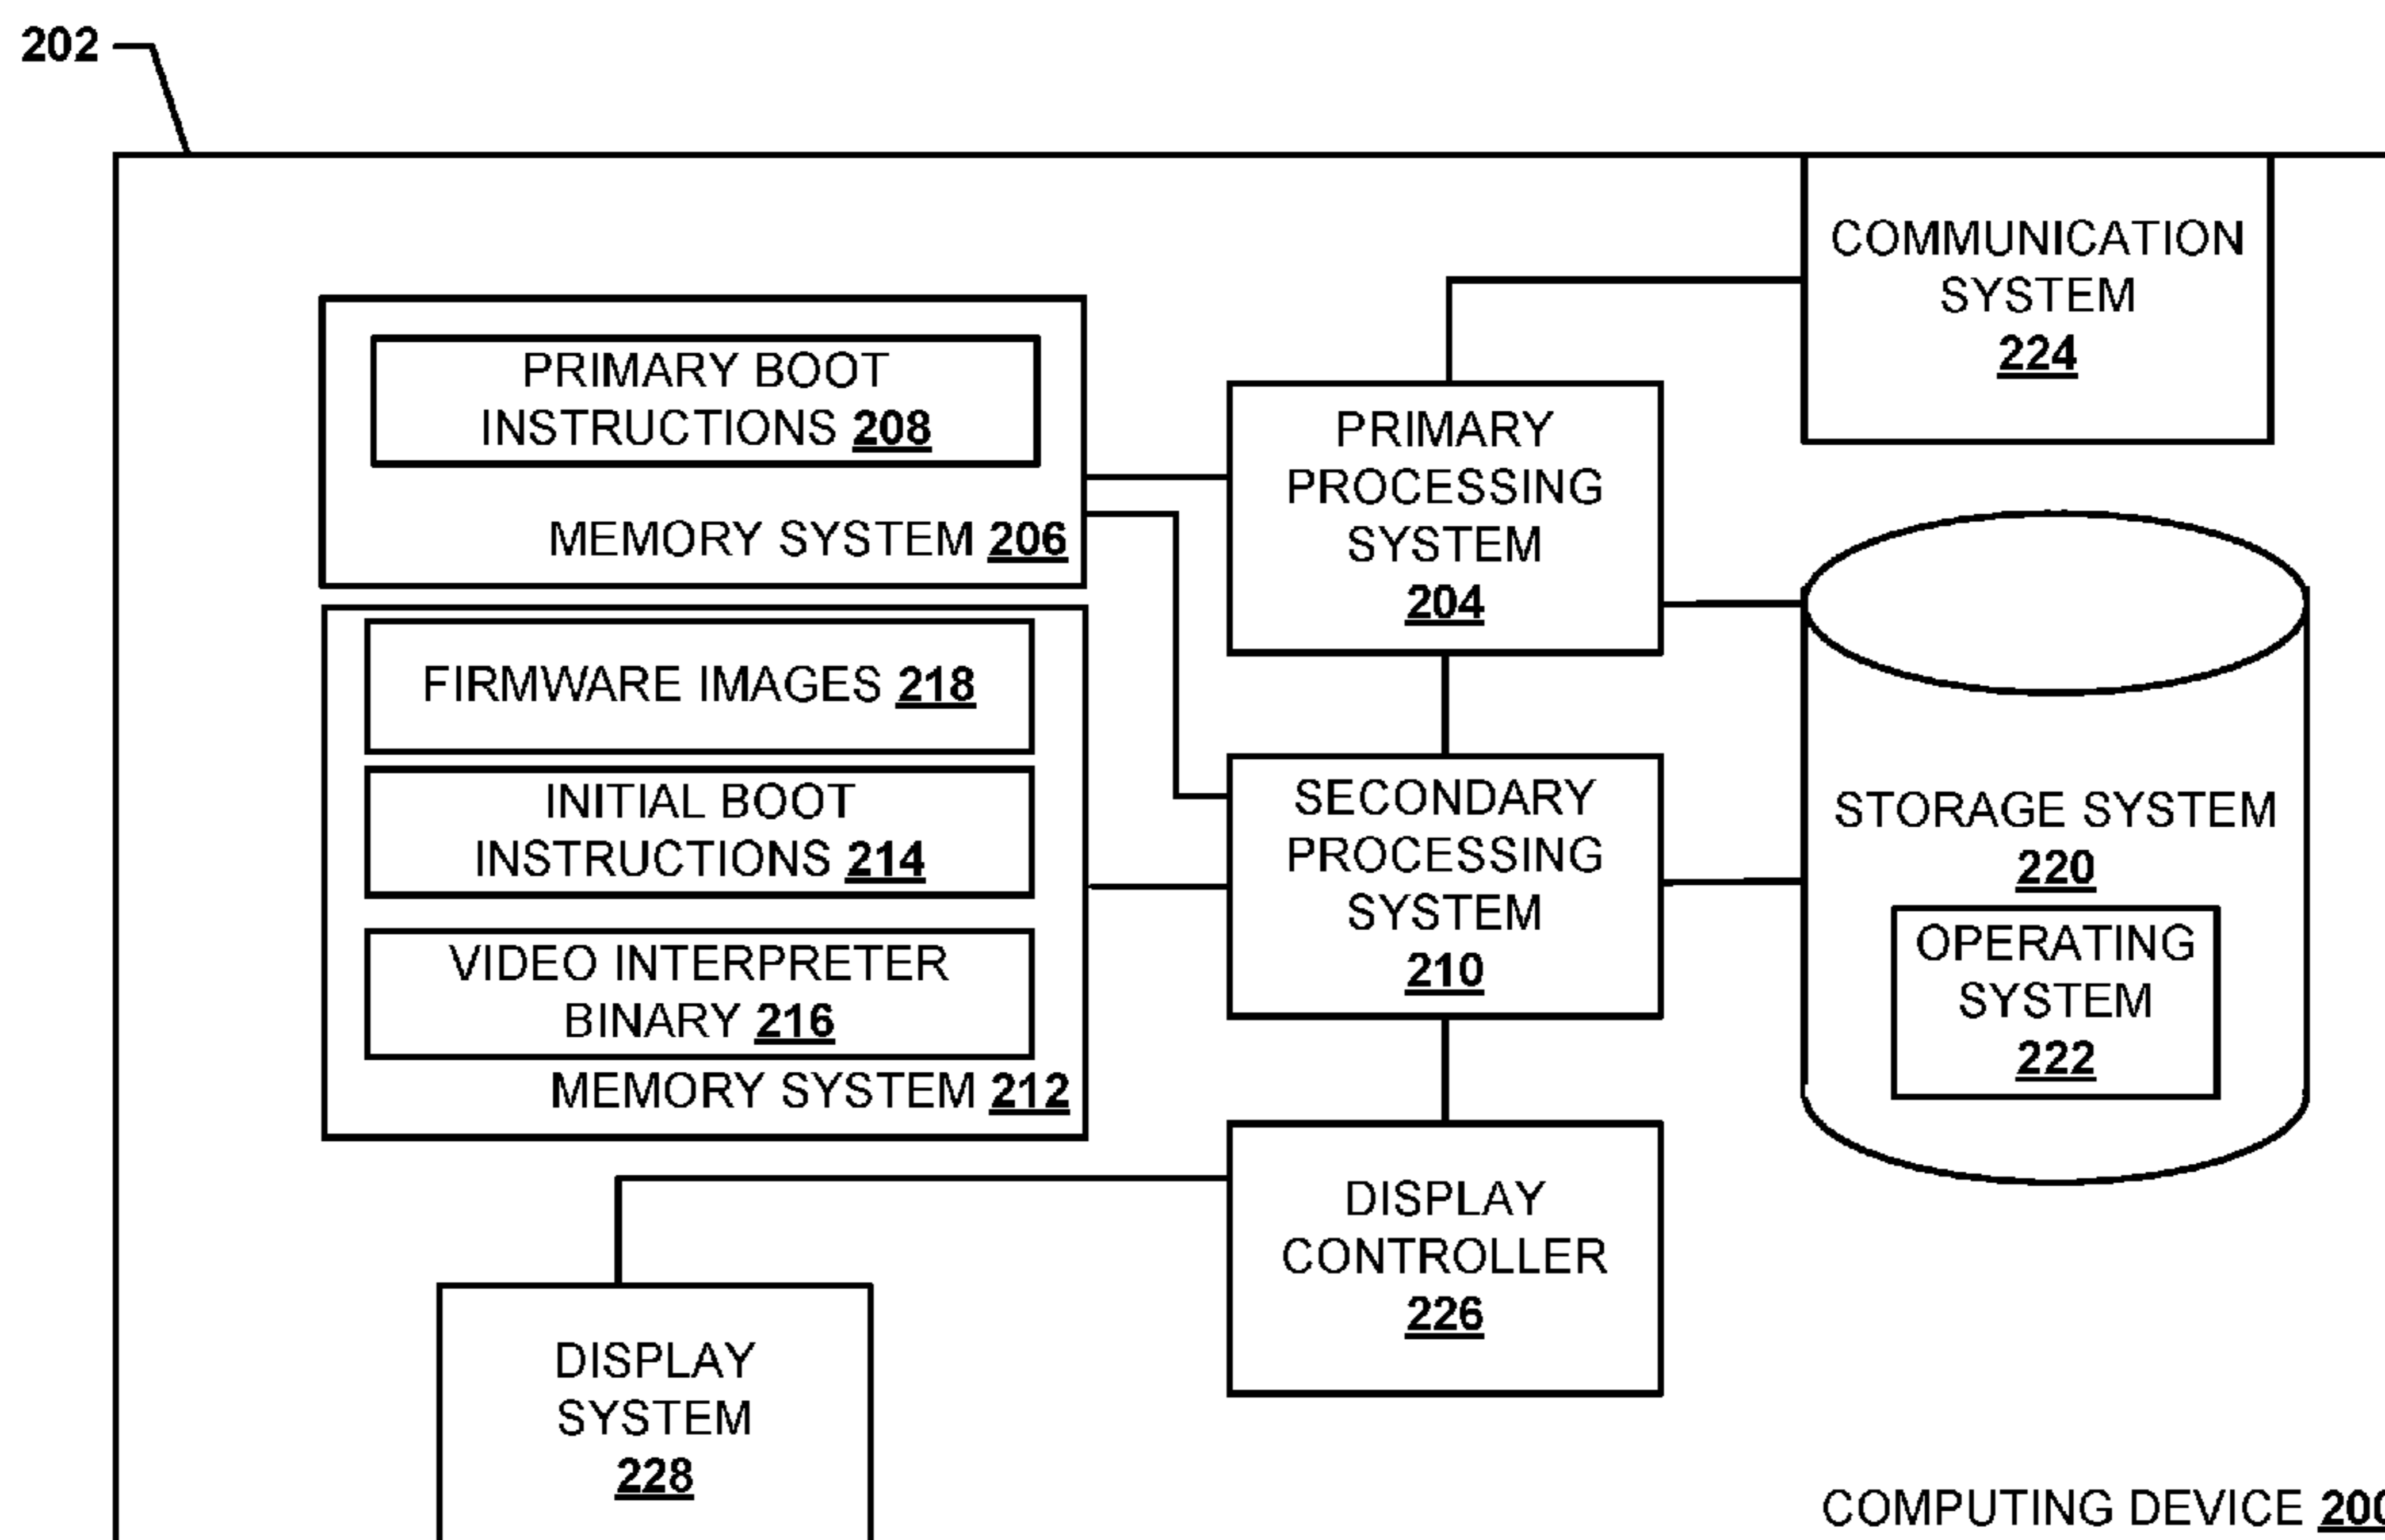 202
COMMUNICATION
SYSTEM
224
PRIMARY BOOT
INSTRUCTIONS 208
MEMORY SYSTEM 206
PRIMARY
PROCESSING
SYSTEM
204
FIRMWARE IMAGES 218
INITIAL BOOT
INSTRUCTIONS 214
VIDEO INTERPRETER
BINARY 216
MEMORY SYSTEM 212
SECONDARY
PROCESSING
SYSTEM
210
STORAGE SYSTEM
220
OPERATING
SYSTEM
222
DISPLAY
CONTROLLER
226
DISPLAY
SYSTEM
228
COMPUTING DEVICE 200